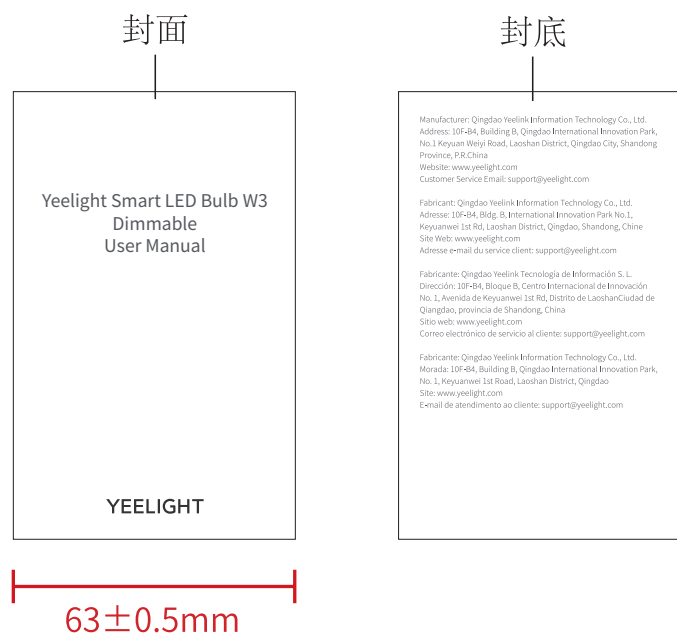 封面
封底
Yeelight Smart LED Bulb W3
Dimmable
User Manual
YEELIGHT
63±0.5mm
Manufacturer: Qingdao Yeelink Information Technology Co., Ltd.
Address: 10F-B4, Building B, Qingdao International Innovation Park,
No.1 Keyuan Weiyi Road, Laoshan District, Qingdao City, Shandong
Province, P.R.China
Website: www.yeelight.com
Customer Service Email: support@yeelight.com
Fabricant: Qingdao Yeelink Information Technology Co., Ltd.
Adresse: 10F-B4, Bldg. B, International Innovation Park No.1,
Keyuanwei 1st Rd, Laoshan District, Qingdao, Shandong, Chine
Site Web: www.yeelight.com
Adresse e-mail du service client: support@yeelight.com
Fabricante: Qingdao Yeelink Tecnología de Información S. L.
Dirección: 10F-B4, Bloque B, Centro Internacional de Innovación
No. 1, Avenida de Keyuanwei 1st Rd, Distrito de LaoshanCiudad de
Qiangdao, provincia de Shandong, China
Sitio web: www.yeelight.com
Correo electrónico de servicio al cliente: support@yeelight.com
Fabricante: Qingdao Yeelink Information Technology Co., Ltd.
Morada: 10F-B4, Building B, Qingdao International Innovation Park,
No. 1, Keyuanwei 1st Road, Laoshan District, Qingdao
Site: www.yeelight.com
E-mail de atendimento ao cliente: support@yeelight.com